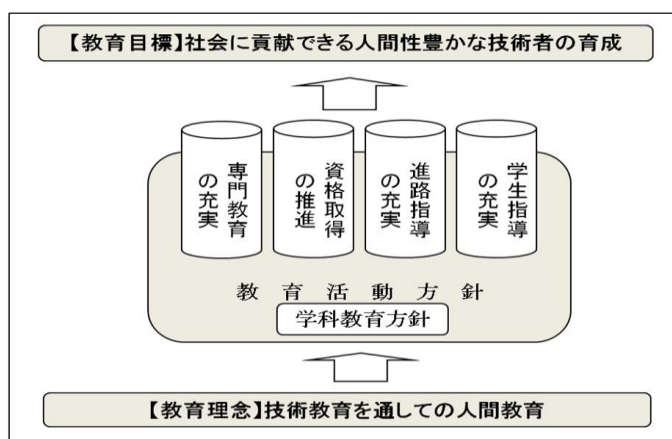 【教育目標】社会に貢献できる人間性豊かな技術者の育成
専門教育
の充実
資格取得
の推進
進路指導
の充実
学生指導
の充実
教育活動方針
学科教育方針
【教育理念】技術教育を通しての人間教育